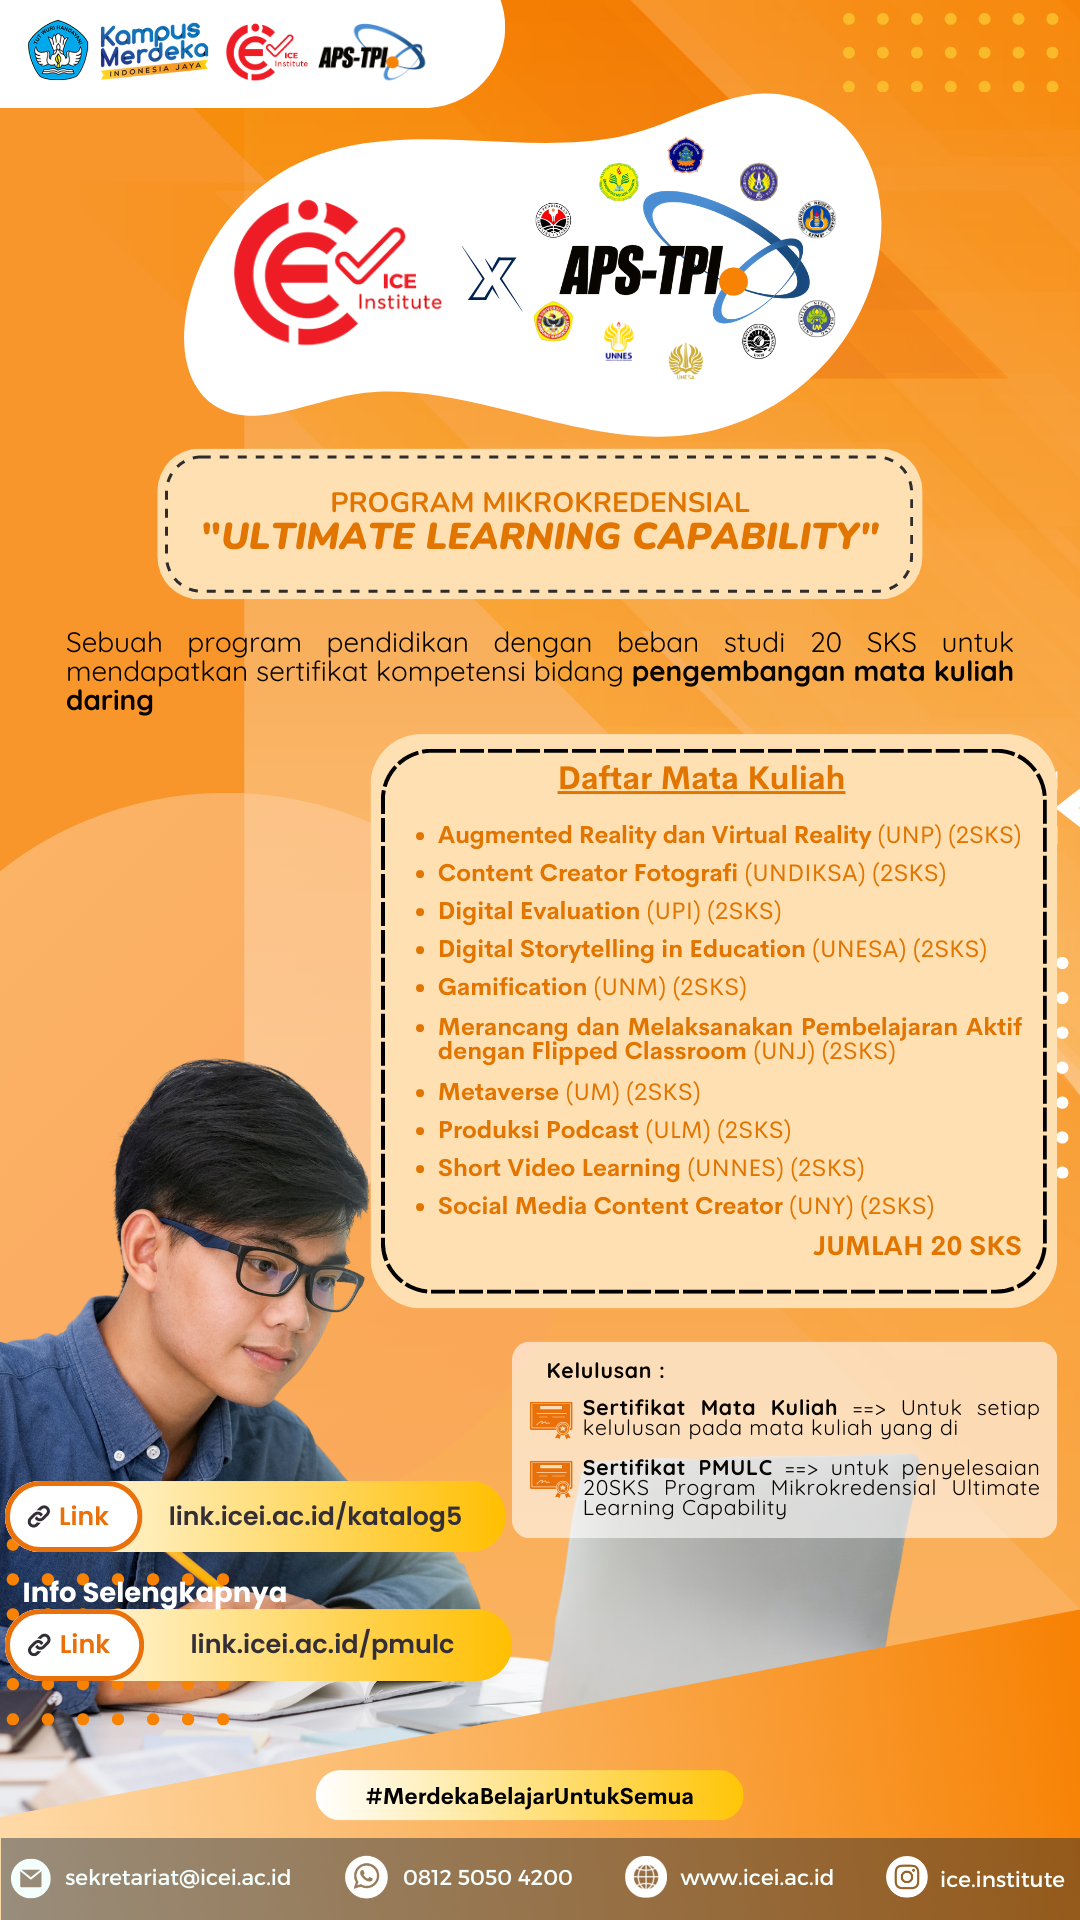 Kampus
Merdeka
INDONESIA JAYA
ICE
Institute
APS-TPI
ICE
Institute
X
APS-TPI
UNP
UNNES
UNESA
PROGRAM MIKROKREDENSIAL
"ULTIMATE LEARNING CAPABILITY"
Sebuah program pendidikan dengan beban studi 20 SKS untuk
mendapatkan sertifikat kompetensi bidang pengembangan mata kuliah
daring
Daftar Mata Kuliah
• Augmented Reality dan Virtual Reality (UNP) (2SKS)
• Content Creator Fotografi (UNDIKSA) (2SKS)
• Digital Evaluation (UPI) (2SKS)
• Digital Storytelling in Education (UNESA) (2SKS)
• Gamification (UNM) (2SKS)
• Merancang dan Melaksanakan Pembelajaran Aktif
dengan Flipped Classroom (UNJ) (2SKS)
• Metaverse (UM) (2SKS)
• Produksi Podcast (ULM) (2SKS)
• Short Video Learning (UNNES) (2SKS)
• Social Media Content Creator (UNY) (2SKS)
JUMLAH 20 SKS
Kelulusan :
Sertifikat Mata Kuliah ==> Untuk setiap
kelulusan pada mata kuliah yang di
Sertifikat PMULC ==> untuk penyelesaian
20SKS Program Mikrokredensial Ultimate
Learning Capability
Link link.icei.ac.id/katalog5
Info Selengkapnya
Link link.icei.ac.id/pmulc
#MerdekaBelajarUntukSemua
sekretariat@icei.ac.id 0812 5050 4200 www.icei.ac.id ice.institute